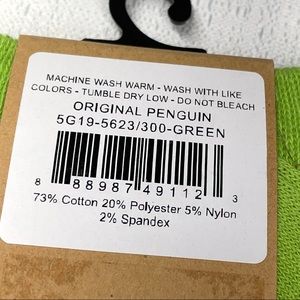 MACHINE WASH WARM - WASH WITH LIKE
COLORS - TUMBLE DRY LOW - DO NOT BLEACH
ORIGINAL PENGUIN
5G19-5623/300-GREEN
8 88987 49112 3
73% Cotton 20% Polyester 5% Nylon
2% Spandex